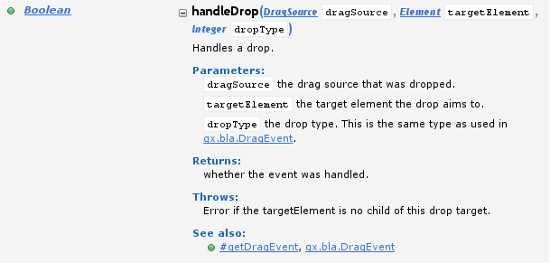 Boolean handleDrop(DragSource dragSource , Element targetElement ,
Integer dropType )
Handles a drop.
Parameters:
dragSource the drag source that was dropped.
targetElement the target element the drop aims to.
dropType the drop type. This is the same type as used in
qx.bla.DragEvent.
Returns:
whether the event was handled.
Throws:
Error if the targetElement is no child of this drop target.
See also:
#getDragEvent, qx.bla.DragEvent